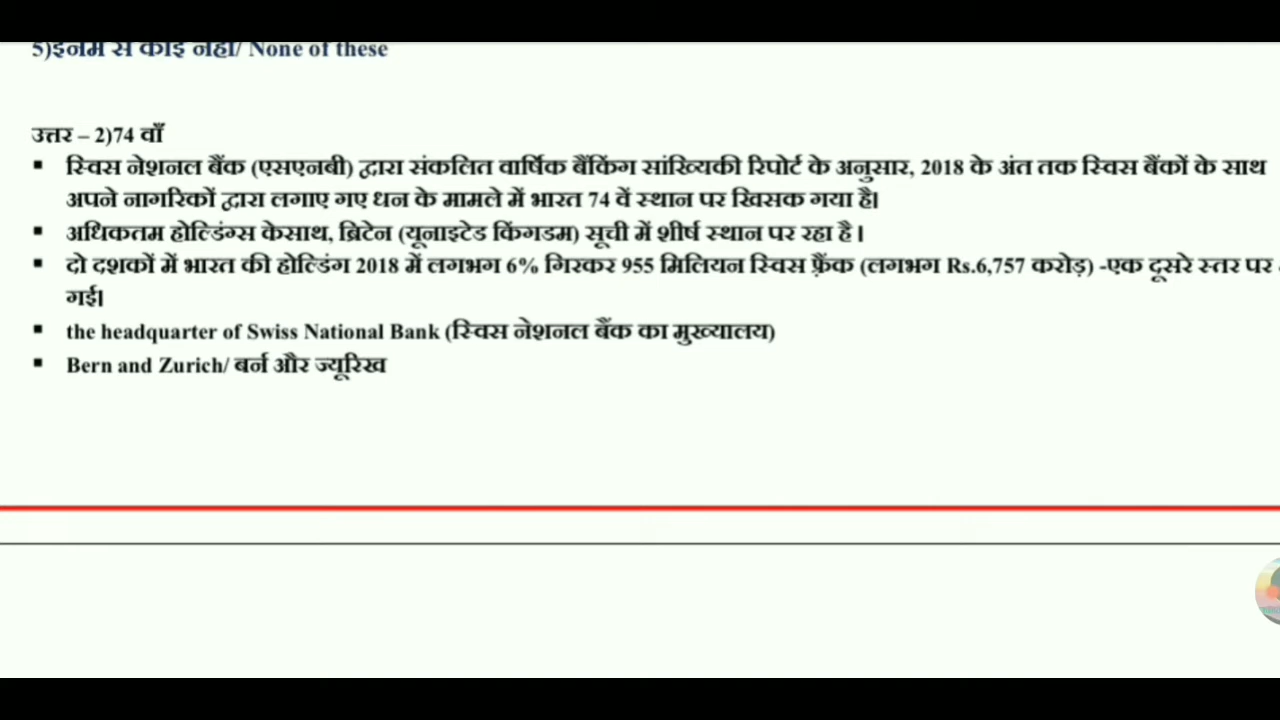 5)इनमें से कोई नहीं/ None of these
उत्तर – 2)74 वाँ
▪ स्विस नेशनल बैंक (एसएनबी) द्वारा संकलित वार्षिक बैंकिंग सांख्यिकी रिपोर्ट के अनुसार, 2018 के अंत तक स्विस बैंकों के साथ
अपने नागरिकों द्वारा लगाए गए धन के मामले में भारत 74 वें स्थान पर खिसक गया है।
▪ अधिकतम होल्डिंग्स केसाथ, ब्रिटेन (यूनाइटेड किंगडम) सूची में शीर्ष स्थान पर रहा है ।
▪ दो दशकों में भारत की होल्डिंग 2018 में लगभग 6% गिरकर 955 मिलियन स्विस फ़्रैंक (लगभग Rs.6,757 करोड़) -एक दूसरे स्तर पर
गई।
▪ the headquarter of Swiss National Bank (स्विस नेशनल बैंक का मुख्यालय)
▪ Bern and Zurich/ बर्न और ज्यूरिख